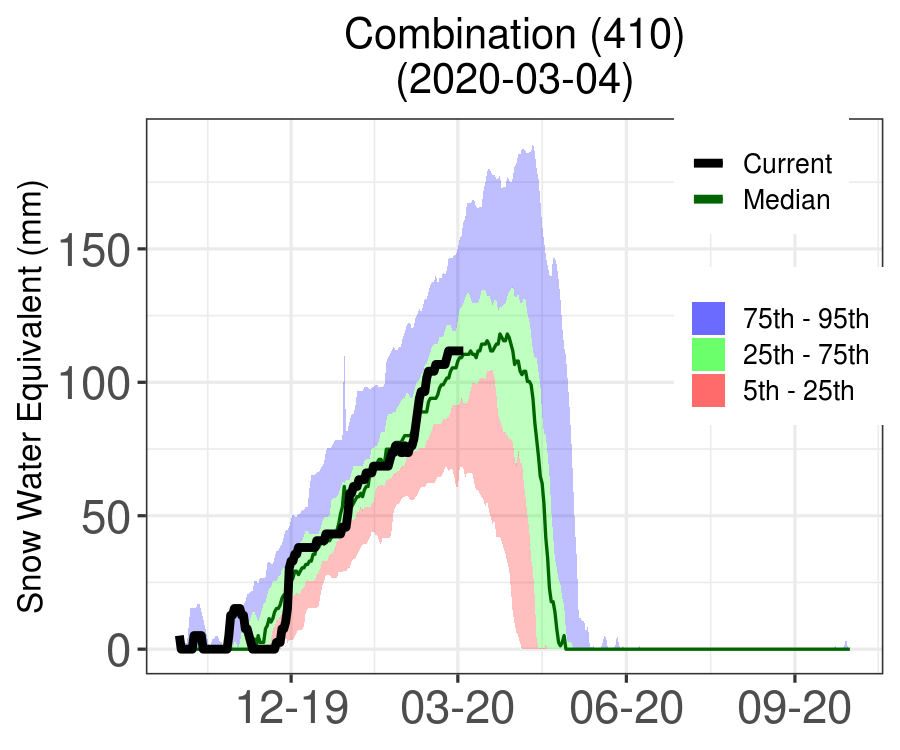 Combination (410)
(2020-03-04)
Snow Water Equivalent (mm)
150
100
50
0
12-19
03-20
06-20
09-20
Current
Median
75th - 95th
25th - 75th
5th - 25th